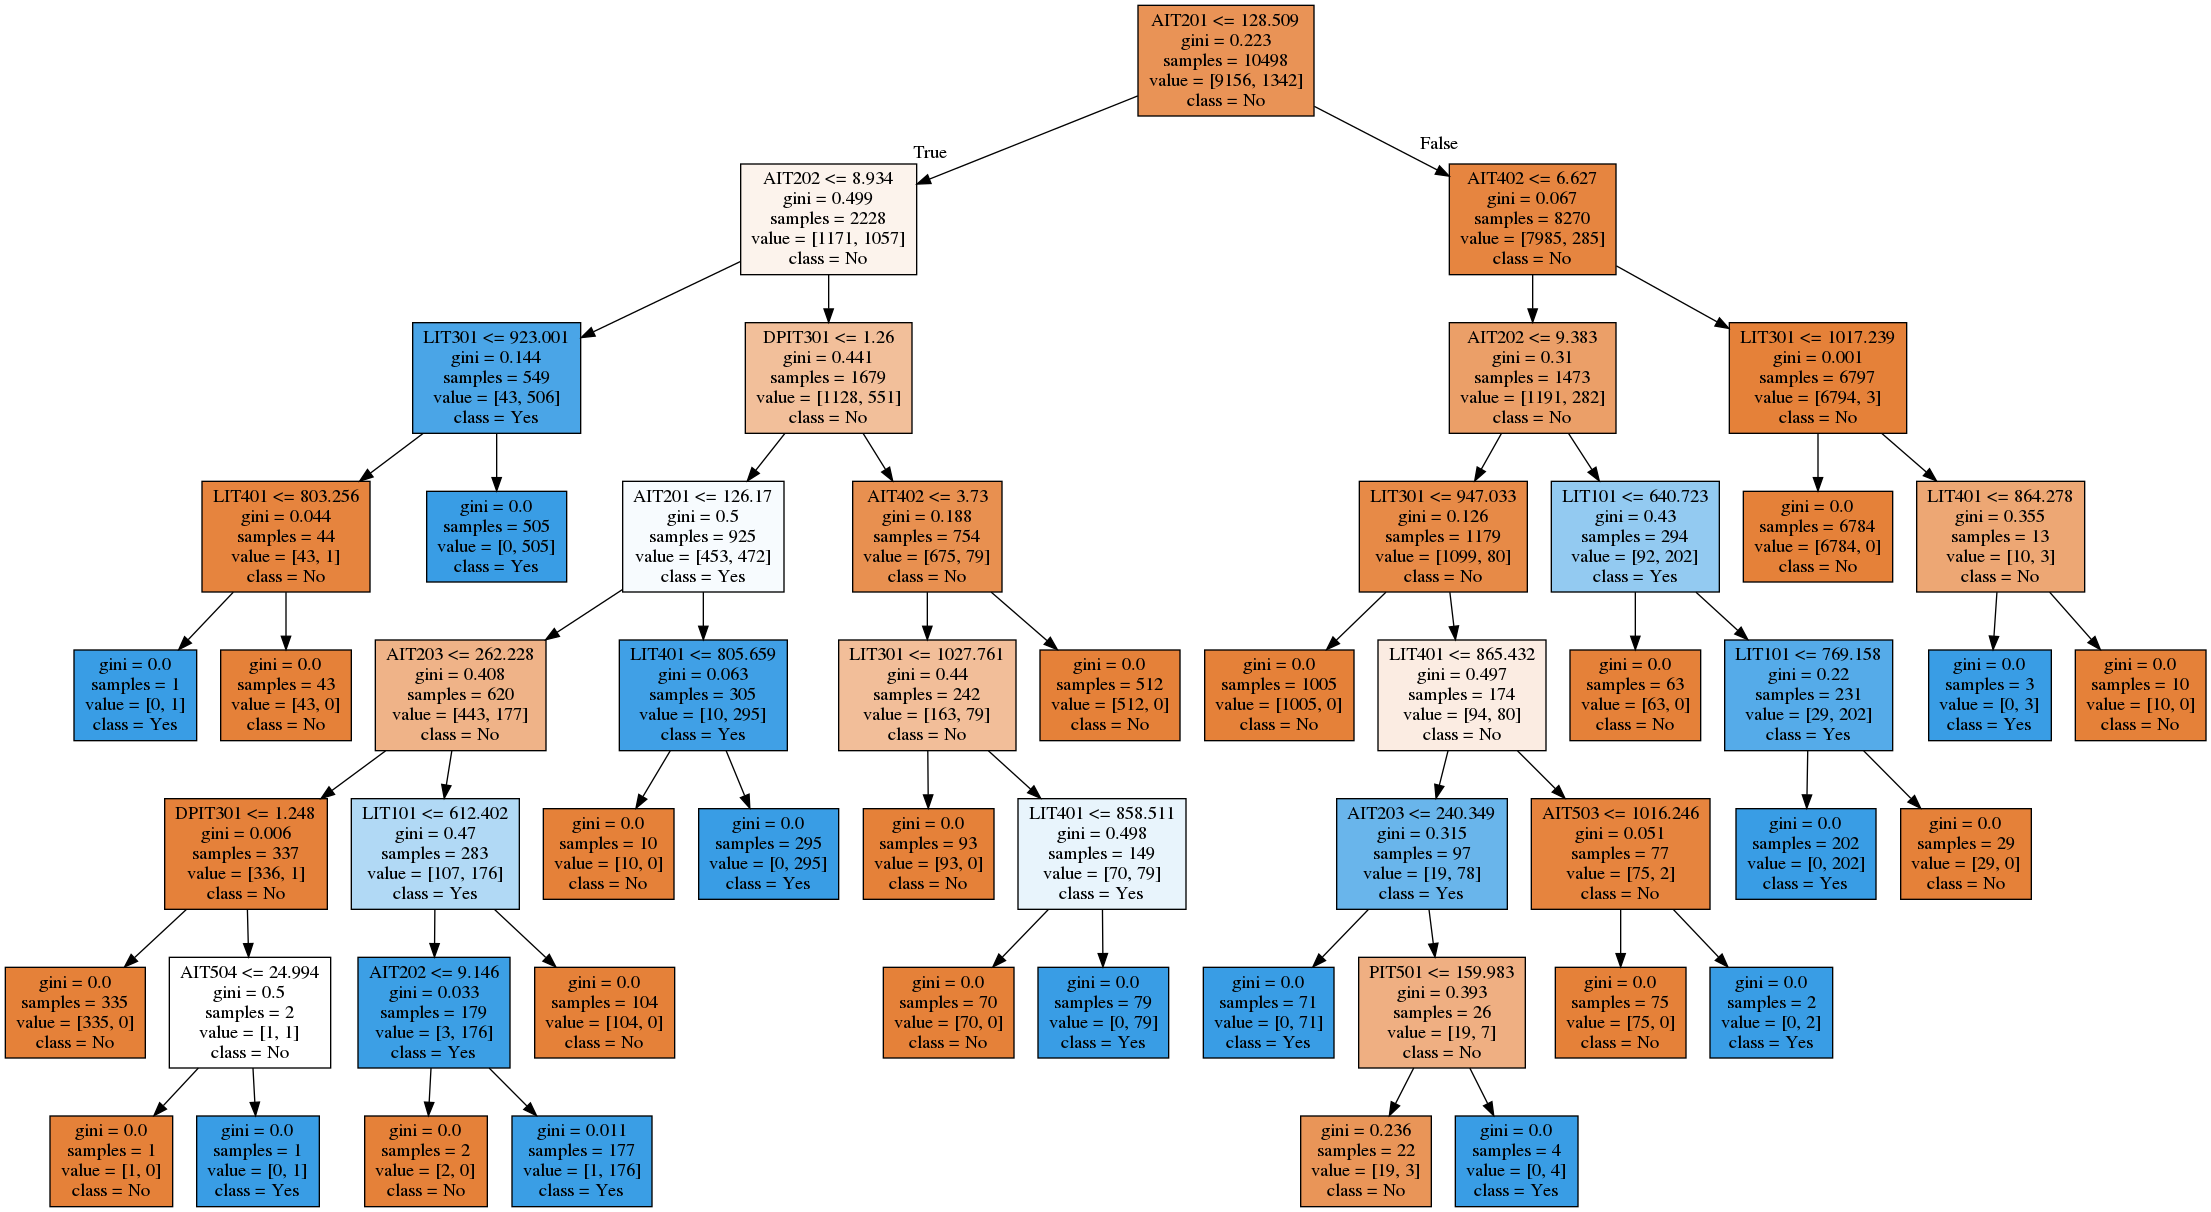 AIT201 <= 128.509
gini = 0.223
samples = 10498
value = [9156, 1342]
class = No
True
False
AIT202 <= 8.934
gini = 0.499
samples = 2228
value = [1171, 1057]
class = No
AIT402 <= 6.627
gini = 0.067
samples = 8270
value = [7985, 285]
class = No
LIT301 <= 923.001
gini = 0.144
samples = 549
value = [43, 506]
class = Yes
DPIT301 <= 1.26
gini = 0.441
samples = 1679
value = [1128, 551]
class = No
AIT202 <= 9.383
gini = 0.31
samples = 1473
value = [1191, 282]
class = No
LIT301 <= 1017.239
gini = 0.001
samples = 6797
value = [6794, 3]
class = No
LIT401 <= 803.256
gini = 0.044
samples = 44
value = [43, 1]
class = No
gini = 0.0
samples = 505
value = [0, 505]
class = Yes
AIT201 <= 126.17
gini = 0.5
samples = 925
value = [453, 472]
class = Yes
AIT402 <= 3.73
gini = 0.188
samples = 754
value = [675, 79]
class = No
LIT301 <= 947.033
gini = 0.126
samples = 1179
value = [1099, 80]
class = No
LIT101 <= 640.723
gini = 0.43
samples = 294
value = [92, 202]
class = Yes
gini = 0.0
samples = 6784
value = [6784, 0]
class = No
LIT401 <= 864.278
gini = 0.355
samples = 13
value = [10, 3]
class = No
gini = 0.0
samples = 1
value = [0, 1]
class = Yes
gini = 0.0
samples = 43
value = [43, 0]
class = No
AIT203 <= 262.228
gini = 0.408
samples = 620
value = [443, 177]
class = No
LIT401 <= 805.659
gini = 0.063
samples = 305
value = [10, 295]
class = Yes
LIT301 <= 1027.761
gini = 0.44
samples = 242
value = [163, 79]
class = No
gini = 0.0
samples = 512
value = [512, 0]
class = No
gini = 0.0
samples = 1005
value = [1005, 0]
class = No
LIT401 <= 865.432
gini = 0.497
samples = 174
value = [94, 80]
class = No
gini = 0.0
samples = 63
value = [63, 0]
class = No
LIT101 <= 769.158
gini = 0.22
samples = 231
value = [29, 202]
class = Yes
gini = 0.0
samples = 3
value = [0, 3]
class = Yes
gini = 0.0
samples = 10
value = [10, 0]
class = No
DPIT301 <= 1.248
gini = 0.006
samples = 337
value = [336, 1]
class = No
LIT101 <= 612.402
gini = 0.47
samples = 283
value = [107, 176]
class = Yes
gini = 0.0
samples = 10
value = [10, 0]
class = No
gini = 0.0
samples = 295
value = [0, 295]
class = Yes
gini = 0.0
samples = 93
value = [93, 0]
class = No
LIT401 <= 858.511
gini = 0.498
samples = 149
value = [70, 79]
class = Yes
AIT203 <= 240.349
gini = 0.315
samples = 97
value = [19, 78]
class = Yes
AIT503 <= 1016.246
gini = 0.051
samples = 77
value = [75, 2]
class = No
gini = 0.0
samples = 202
value = [0, 202]
class = Yes
gini = 0.0
samples = 29
value = [29, 0]
class = No
gini = 0.0
samples = 335
value = [335, 0]
class = No
AIT504 <= 24.994
gini = 0.5
samples = 2
value = [1, 1]
class = No
AIT202 <= 9.146
gini = 0.033
samples = 179
value = [3, 176]
class = Yes
gini = 0.0
samples = 104
value = [104, 0]
class = No
gini = 0.0
samples = 70
value = [70, 0]
class = No
gini = 0.0
samples = 79
value = [0, 79]
class = Yes
gini = 0.0
samples = 71
value = [0, 71]
class = Yes
PIT501 <= 159.983
gini = 0.393
samples = 26
value = [19, 7]
class = No
gini = 0.0
samples = 75
value = [75, 0]
class = No
gini = 0.0
samples = 2
value = [0, 2]
class = Yes
gini = 0.0
samples = 1
value = [1, 0]
class = No
gini = 0.0
samples = 1
value = [0, 1]
class = Yes
gini = 0.0
samples = 2
value = [2, 0]
class = No
gini = 0.011
samples = 177
value = [1, 176]
class = Yes
gini = 0.236
samples = 22
value = [19, 3]
class = No
gini = 0.0
samples = 4
value = [0, 4]
class = Yes